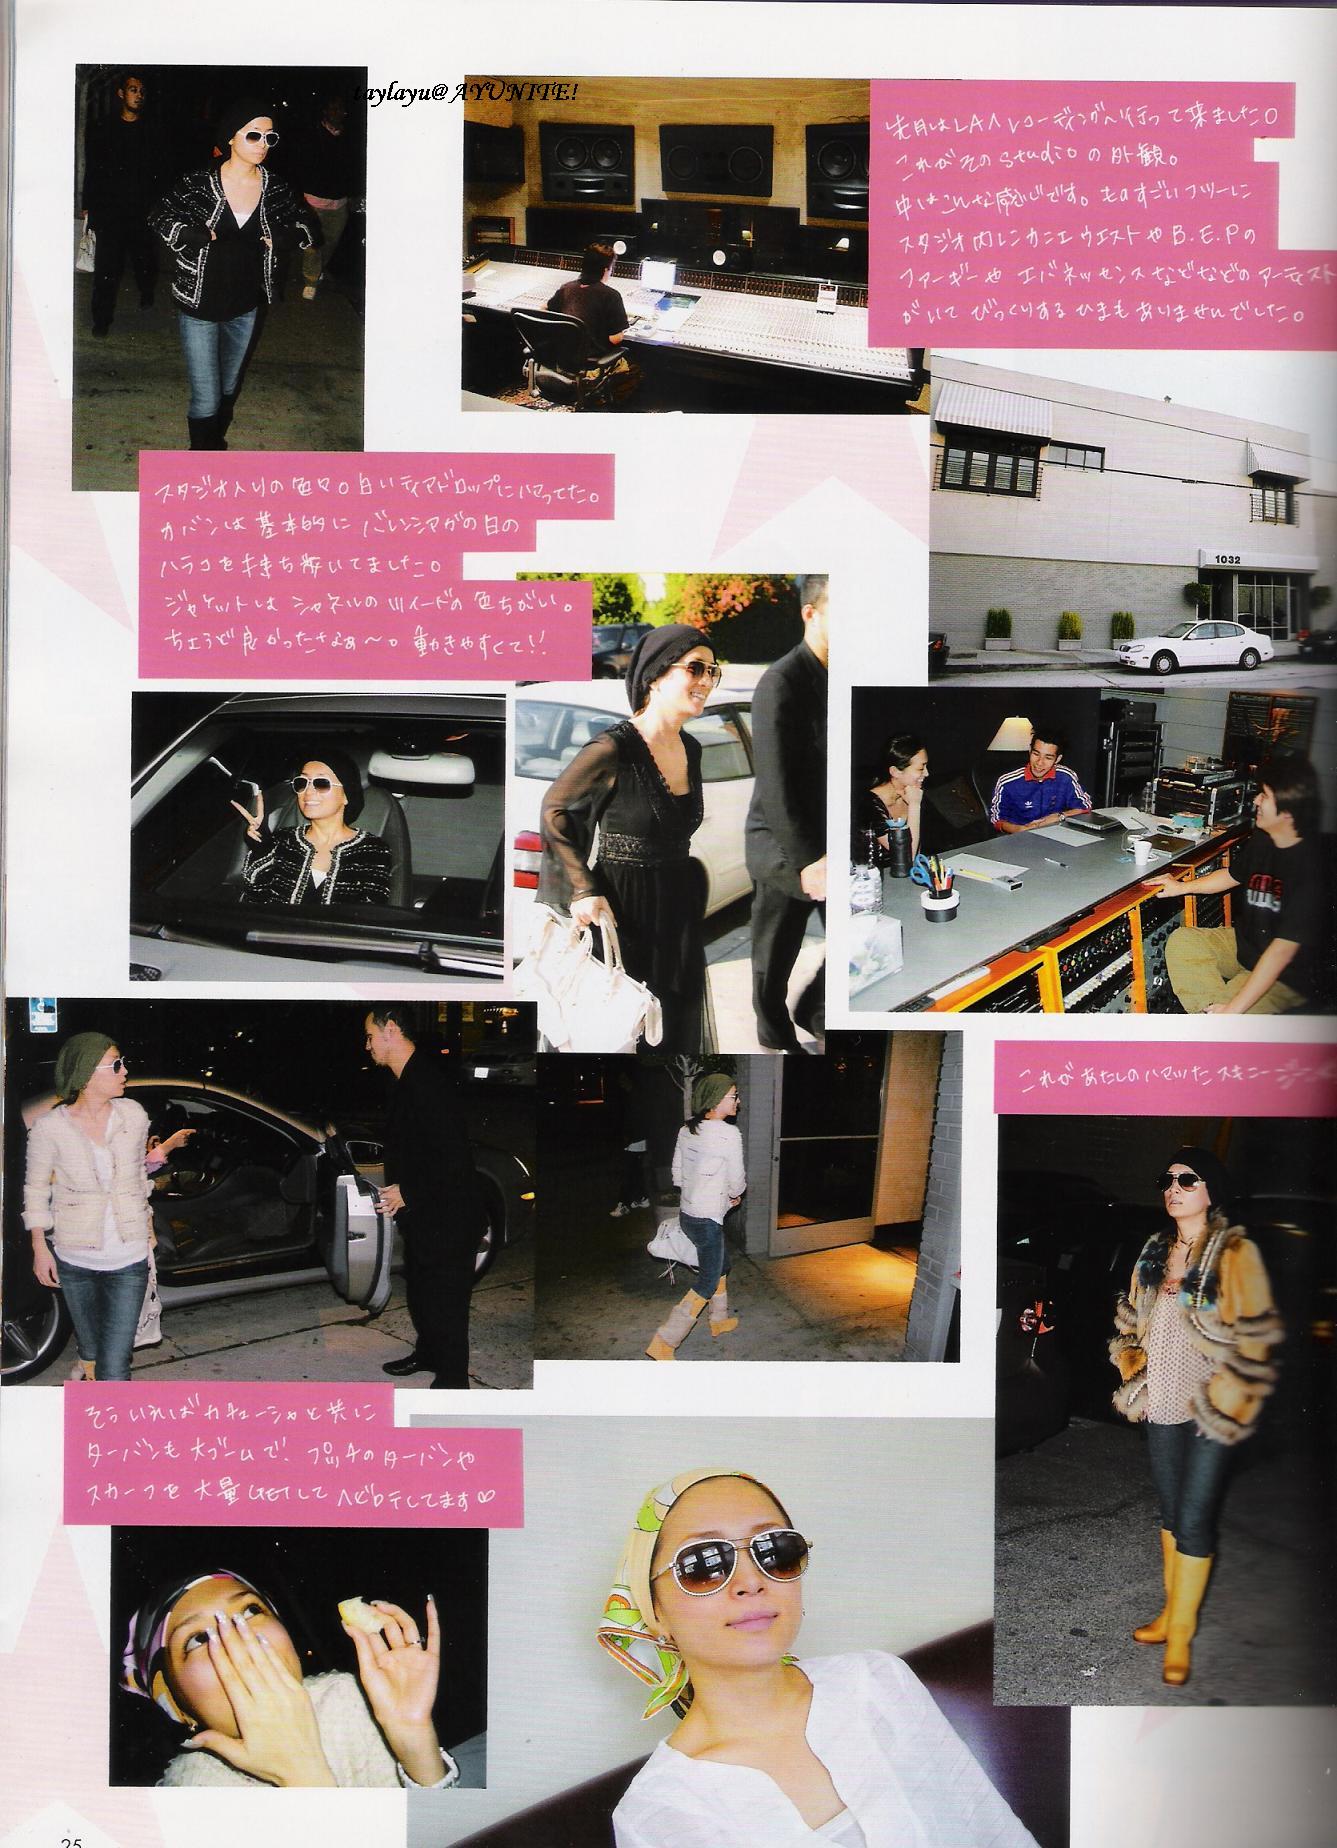 taylayu@AYUNITE!
先月はLAへレコーディングへ行って来ました。
これがそのstudioの外観。
中はこんな感じです。ものすごいフツーに
スタジオ内にカニエウエストやB.E.Pの
ファーギーやエバネッセンスなどなどのアーティスト
がいてびっくりするひまもありませんでした。
1032
スタジオ入りの色々。白いティアドロップにハマってた。
カバンは基本的にバレンシアガの白の
ハラコを持ち歩いてました。
ジャケットはシャネルのツイードの色ちがい。
ちょうど良かったなぁ〜。動きやすくて!!
これがあたしのハマったスキニー
そういえばカチューシャと共に
ターバンも大ブームで、プッチのターバンや
スカーフを大量GETしてヘビロテしてます♡
25